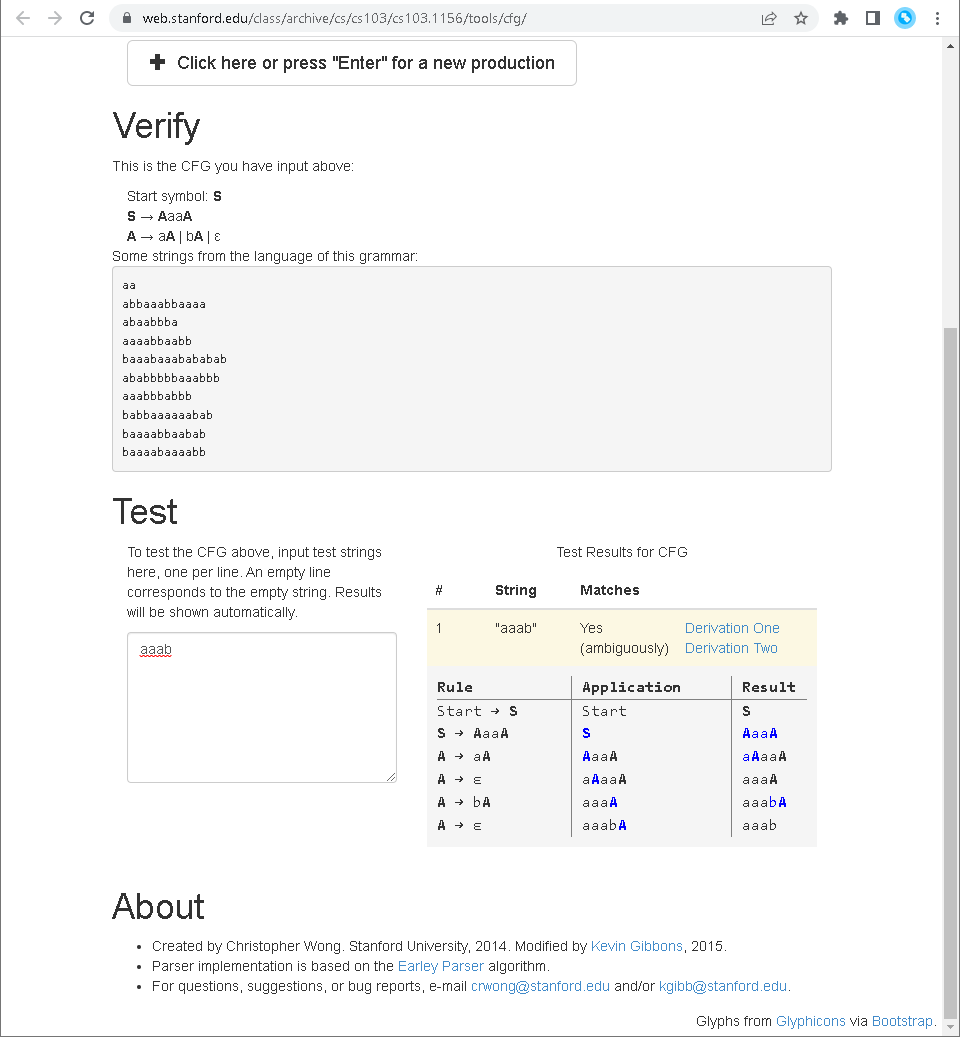 web.stanford.edu/class/archive/cs/cs103/cs103.1156/tools/cfg/
Click here or press "Enter" for a new production
Verify
This is the CFG you have input above:
Start symbol: S
S → AaaA
A → aA | bA | ε
Some strings from the language of this grammar:
aa
abbaaabbaaaa
abaabbba
aaaabbaabb
baaabaaabababab
ababbbbbaaabbb
aaabbbabbb
babbaaaaaabab
baaaabbaabab
baaaabaaaabb
Test
To test the CFG above, input test strings
here, one per line. An empty line
corresponds to the empty string. Results
will be shown automatically.
aaab
Test Results for CFG
# String Matches
1 "aaab" Yes Derivation One
(ambiguously) Derivation Two
Rule Application Result
Start → S Start S
S → AaaA S AaaA
A → aA AaaA aAaaA
A → ε aAaaA aaaA
A → bA aaaA aaabA
A → ε aaabA aaab
About
• Created by Christopher Wong. Stanford University, 2014. Modified by Kevin Gibbons, 2015.
• Parser implementation is based on the Earley Parser algorithm.
• For questions, suggestions, or bug reports, e-mail crwong@stanford.edu and/or kgibb@stanford.edu.
Glyphs from Glyphicons via Bootstrap.